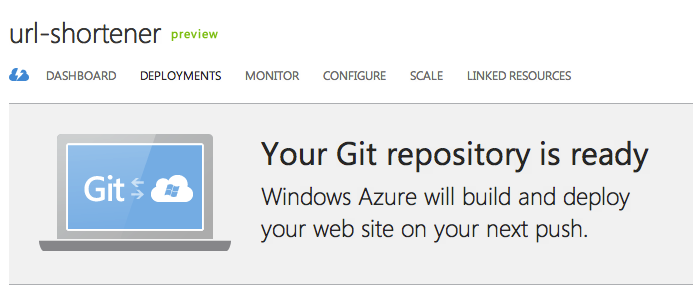 url-shortener preview
DASHBOARD DEPLOYMENTS MONITOR CONFIGURE SCALE LINKED RESOURCES
Git
Your Git repository is ready
Windows Azure will build and deploy
your web site on your next push.